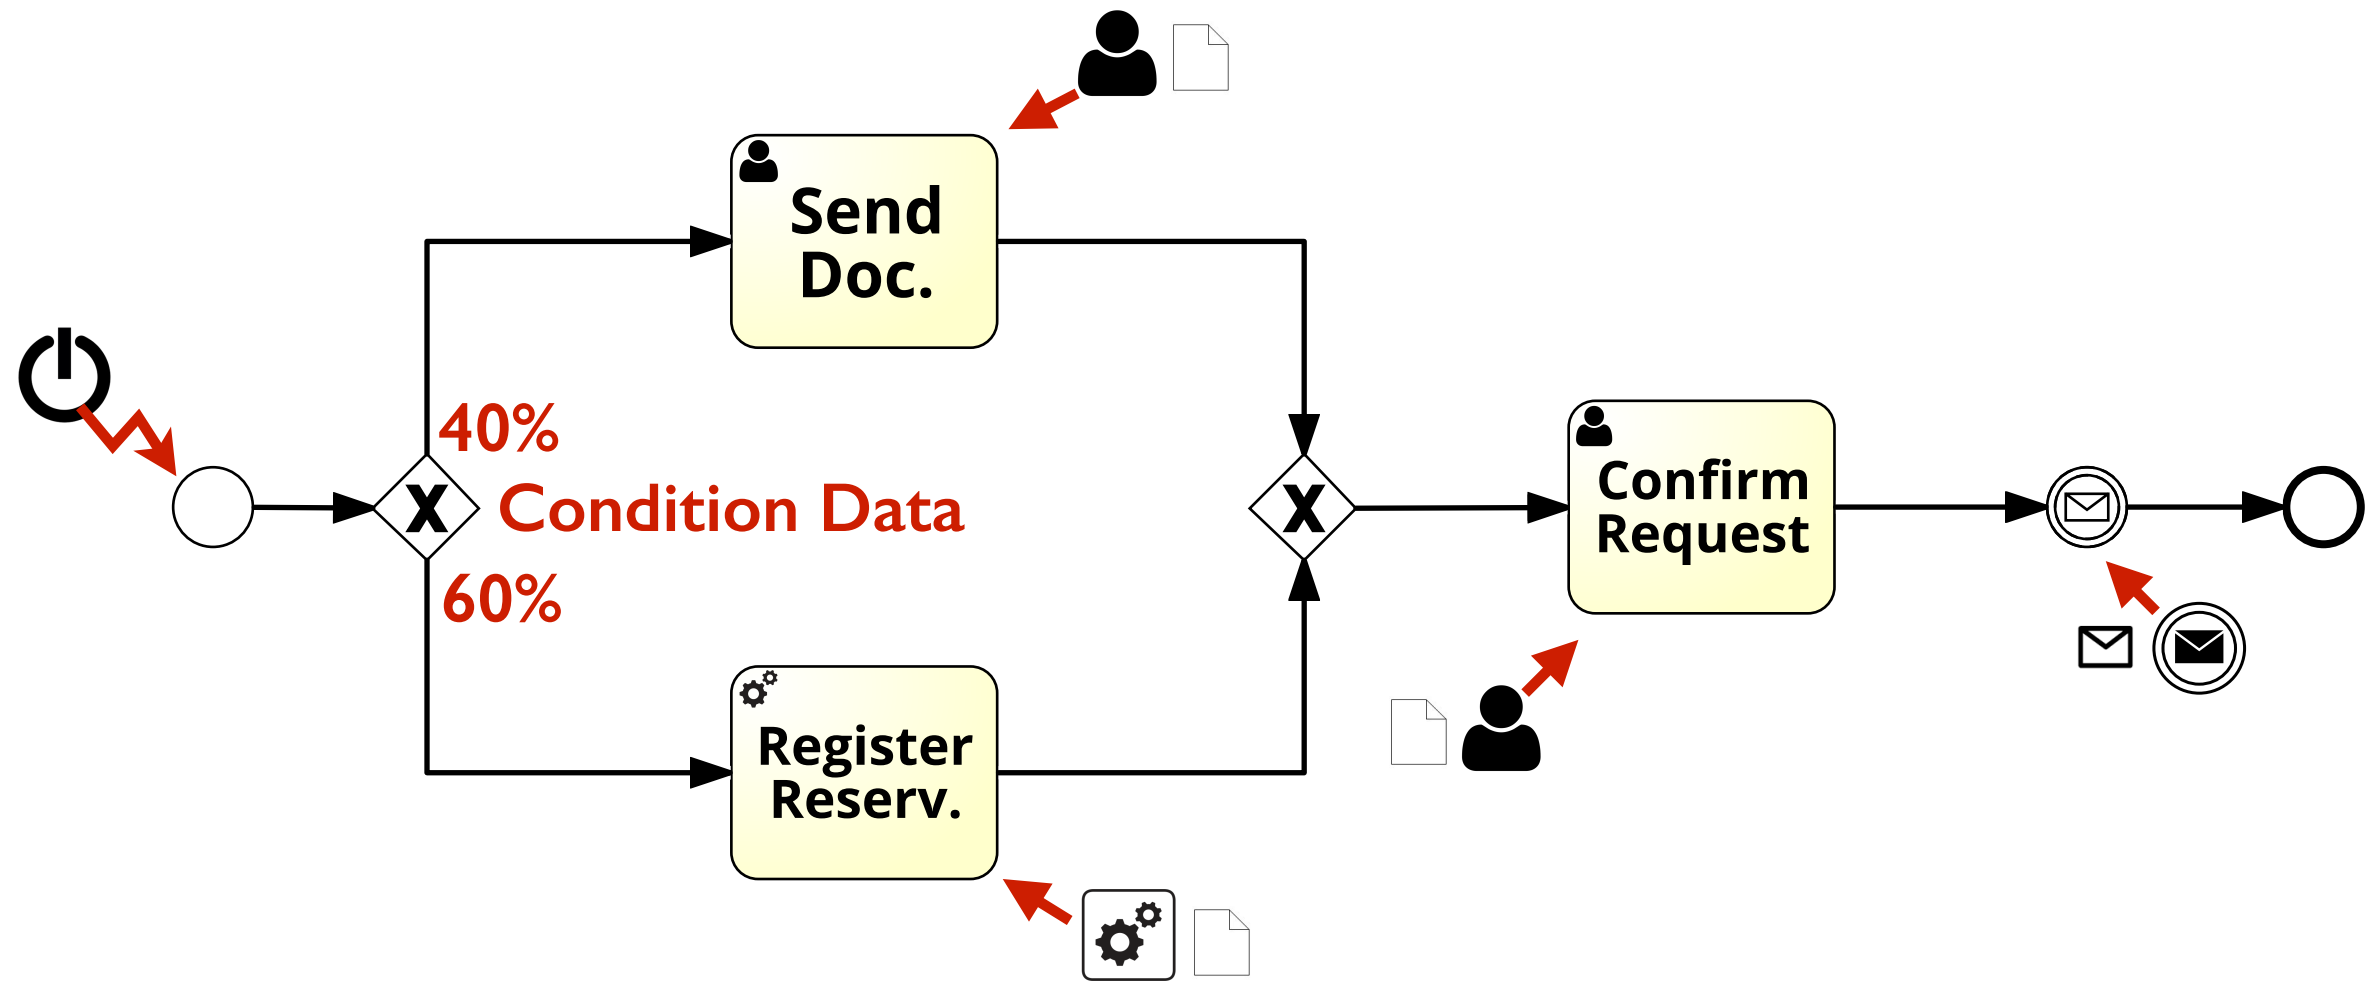 Send
Doc.
40%
X
Condition Data
X
60%
Confirm
Request
Register
Reserv.